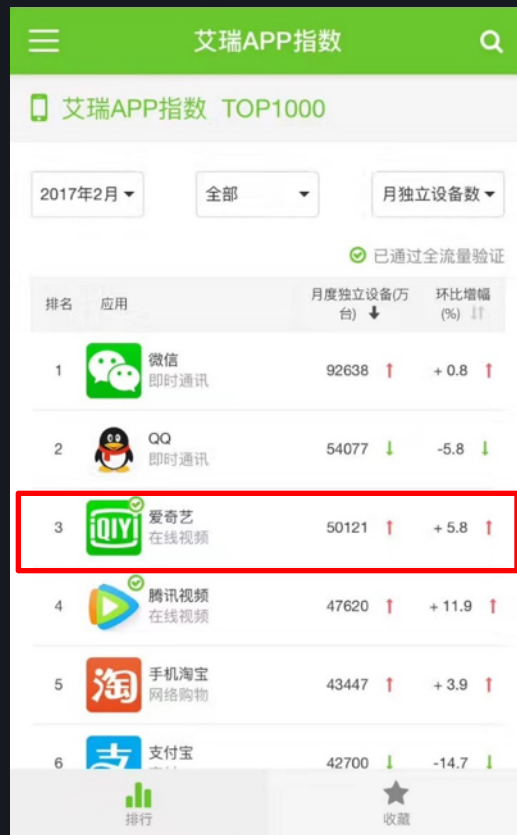 艾瑞APP指数
艾瑞APP指数 TOP1000
2017年2月
全部
月独立设备数
已通过全流量验证
排名 应用 月度独立设备(万台) 环比增幅(%)
1 微信 92638 + 0.8
即时通讯
2 QQ 54077 -5.8
即时通讯
3 iQIYI 爱奇艺 50121 + 5.8
在线视频
4 腾讯视频 47620 + 11.9
在线视频
5 淘 手机淘宝 43447 + 3.9
网络购物
6 支付宝 42700 -14.7
排行
收藏